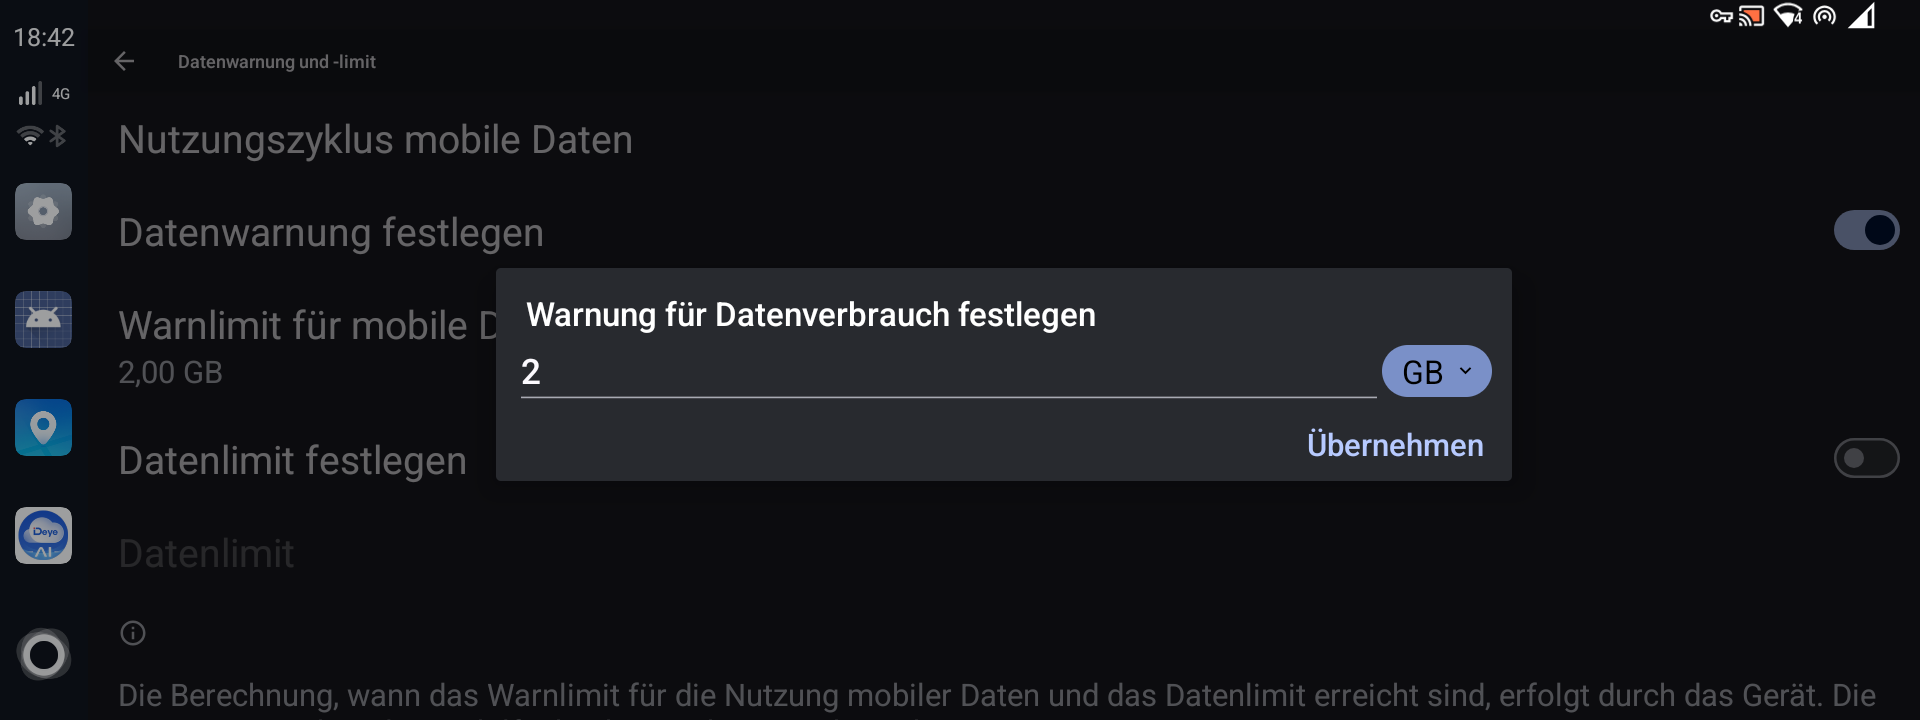 18:42
4G
Datenwarnung und -limit
Nutzungszyklus mobile Daten
Datenwarnung festlegen
Warnlimit für mobile D
2,00 GB
Warnung für Datenverbrauch festlegen
2
GB
Übernehmen
Datenlimit festlegen
Datenlimit
Deye
AI
Die Berechnung, wann das Warnlimit für die Nutzung mobiler Daten und das Datenlimit erreicht sind, erfolgt durch das Gerät. Die